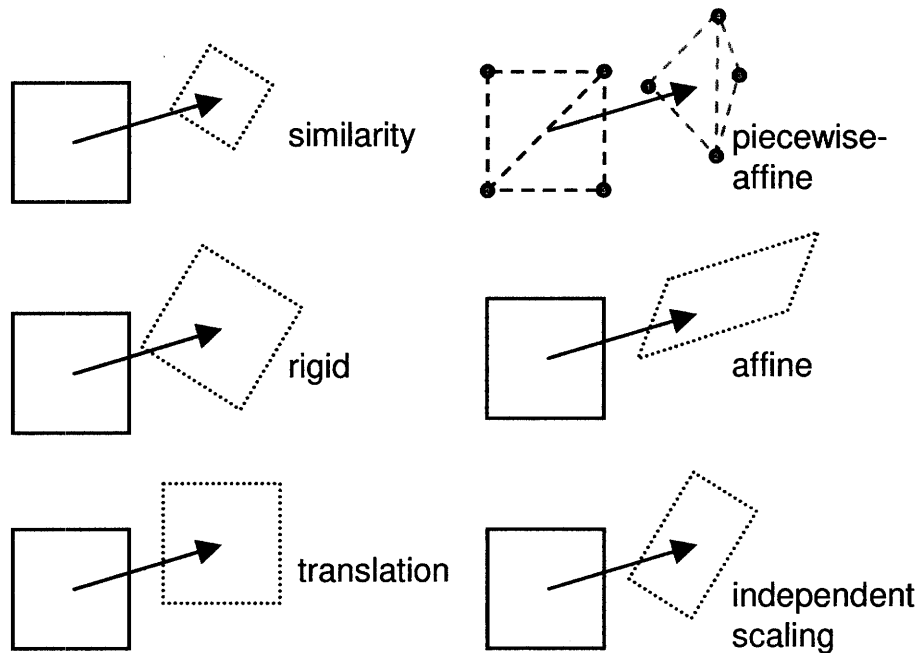 similarity
piecewise-
affine
rigid
affine
translation
independent
scaling